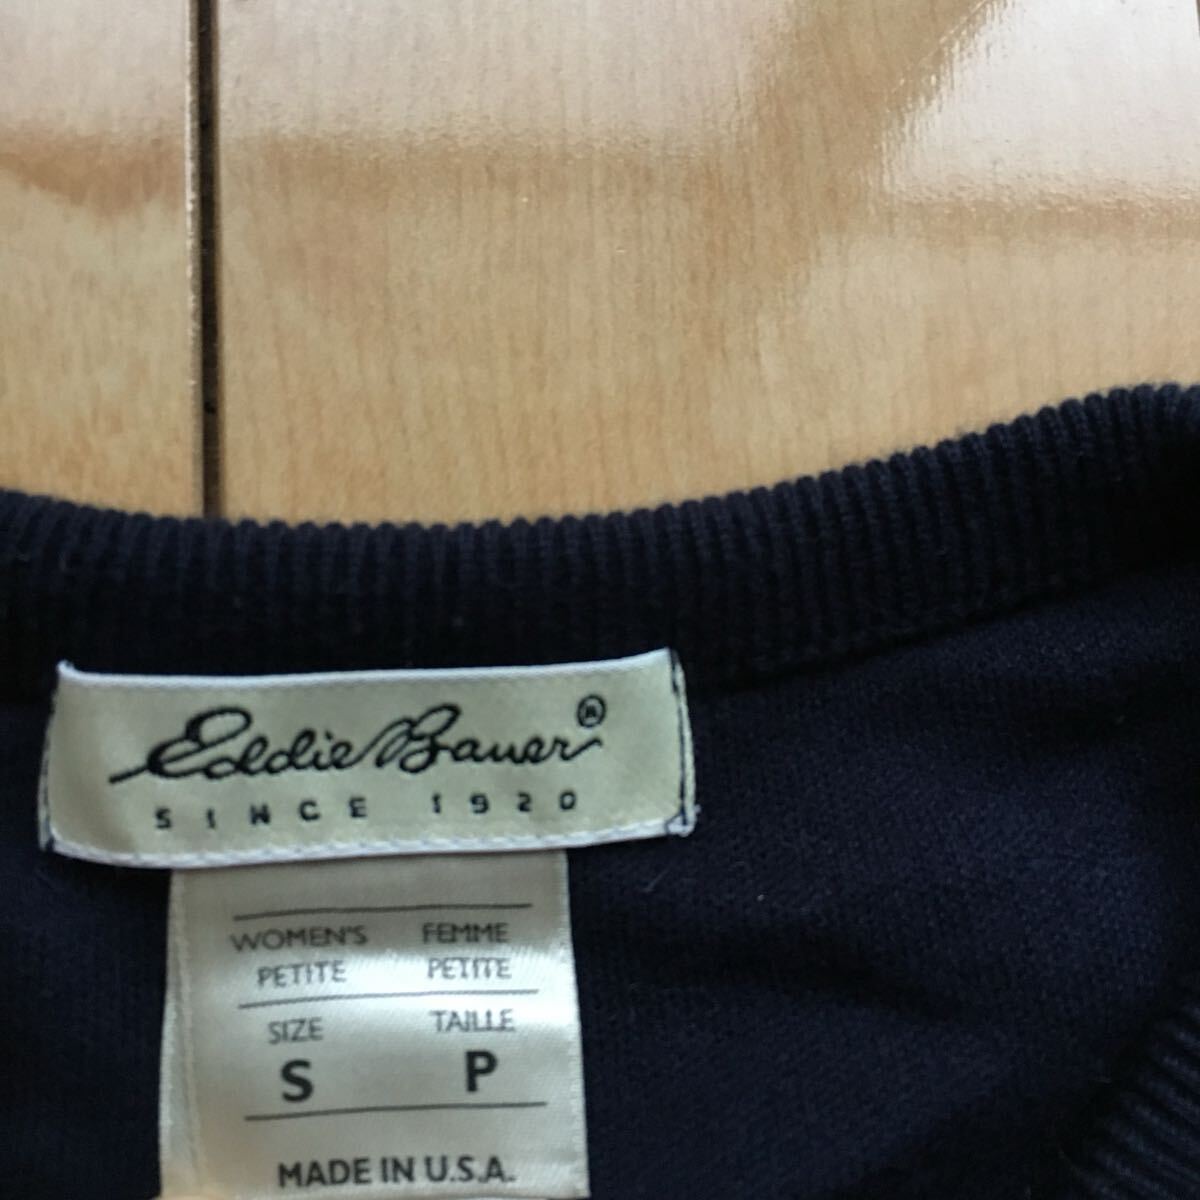 Eddie Bauer®
SINCE 1920
WOMEN'S FEMME
PETITE PETITE
SIZE TAILLE
S P
MADE IN U.S.A.